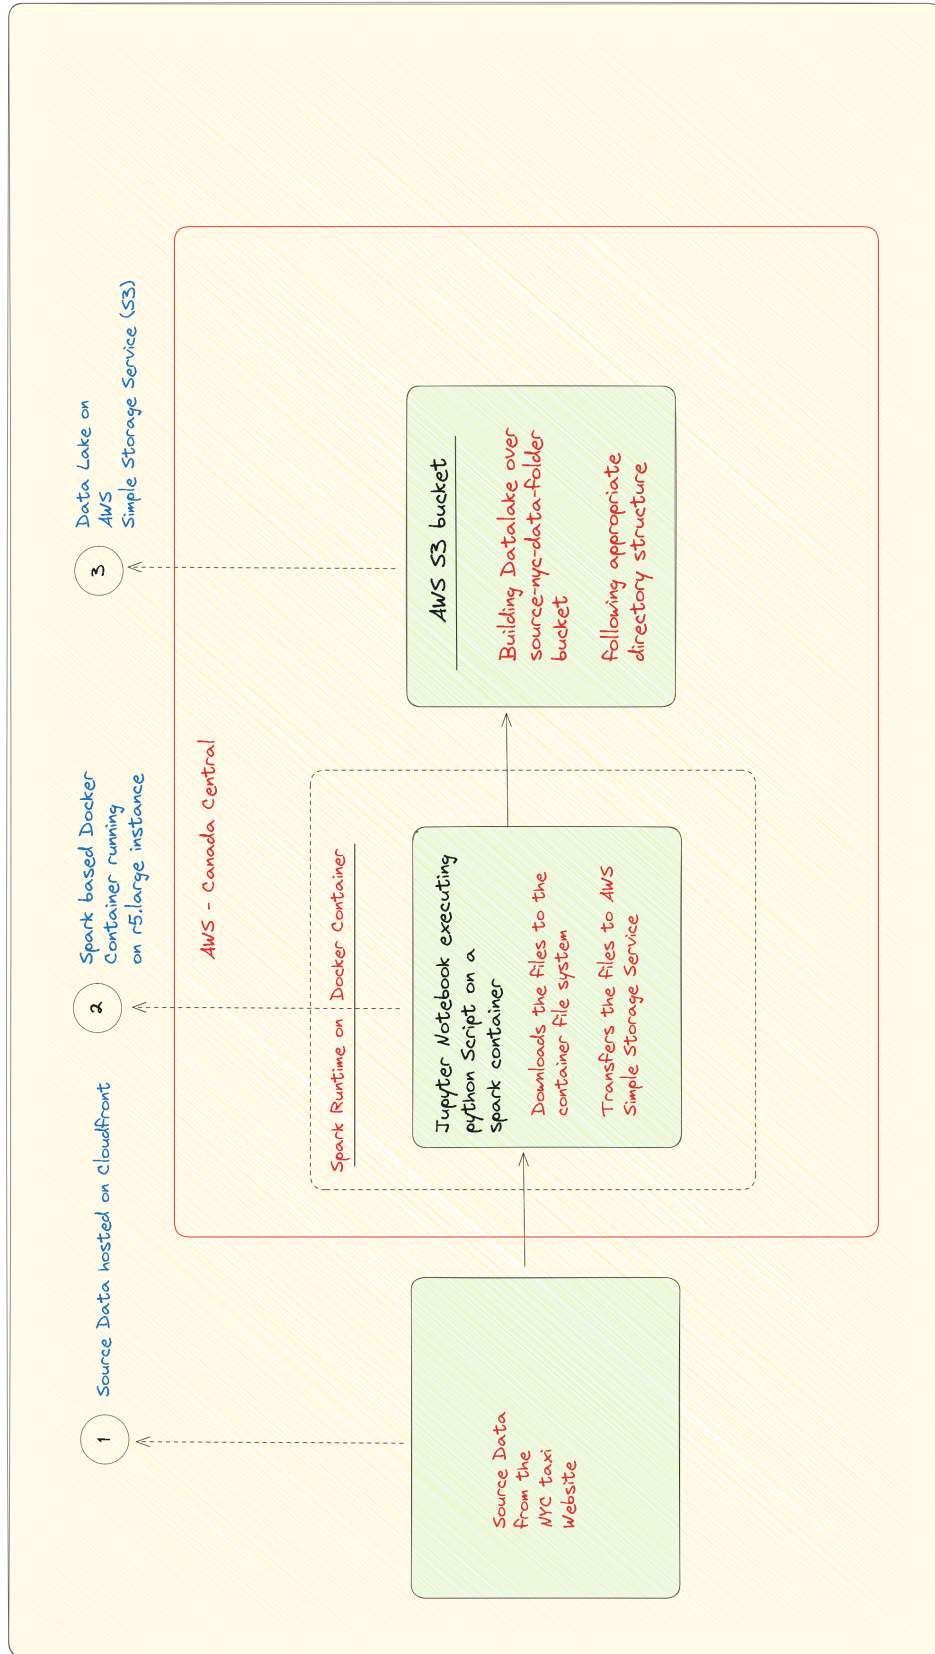 1
Source Data hosted on Cloudfront
2
Spark based Docker
Container running
on r5.large instance
3
Data Lake on
AWS
Simple Storage Service (S3)
AWS - Canada Central
Source Data
from the
NYC taxi
Website
Spark Runtime on Docker Container
Jupyter Notebook executing
python Script on a
spark container
Downloads the files to the
container file system
Transfers the files to AWS
Simple Storage Service
AWS S3 bucket
Building Datalake over
source-nyc-data-folder
bucket
following appropriate
directory structure